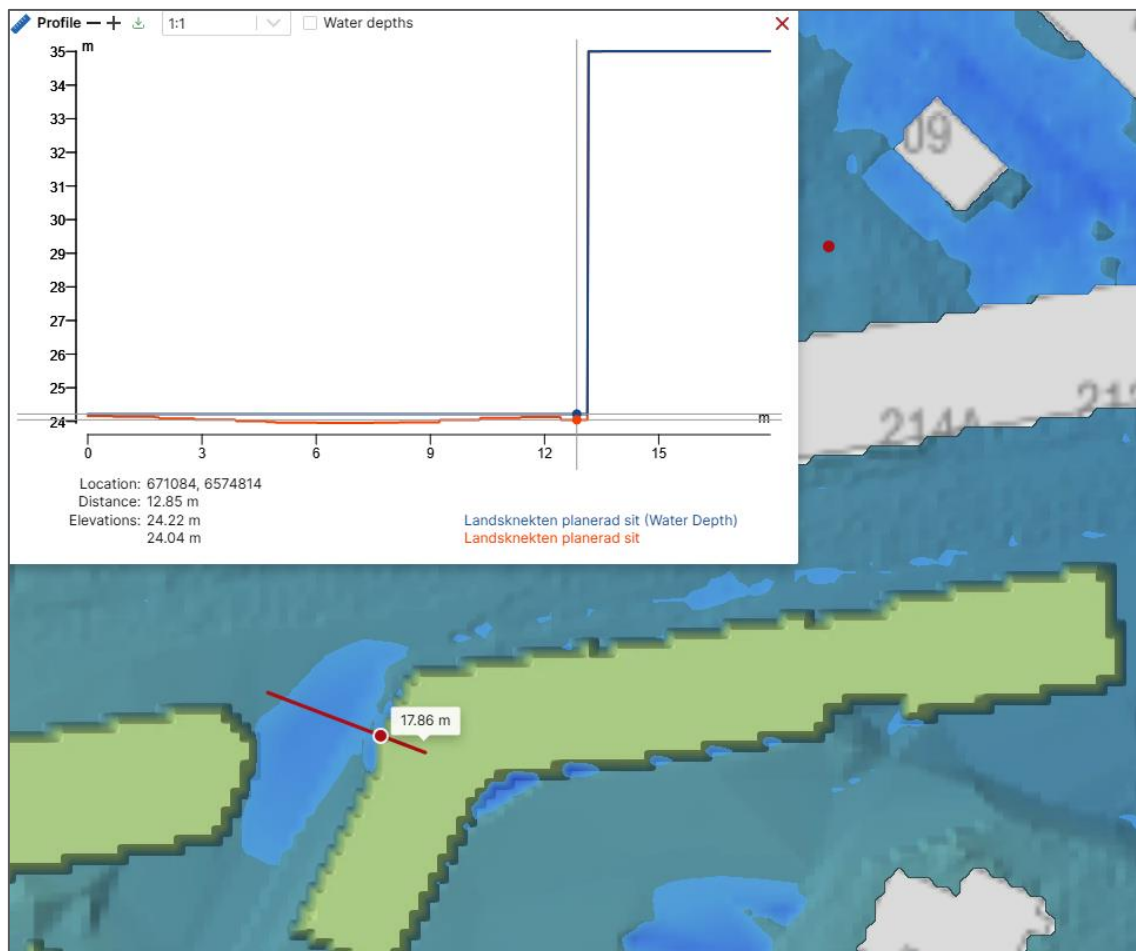 Profile 1:1 Water depths
m
35
34
33
32
31
30
29
28
27
26
25
24
m
0 3 6 9 12 15
Location: 671084, 6574814
Distance: 12.85 m
Elevations: 24.22 m
24.04 m
Landsknekten planerad sit (Water Depth)
Landsknekten planerad sit
214A
17.86 m